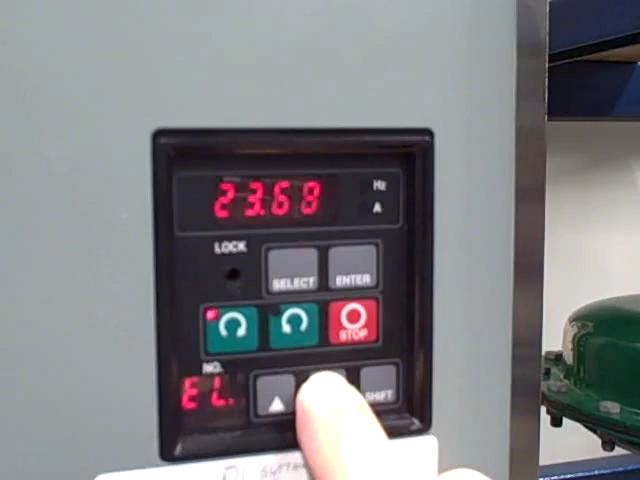 23.68
Hz
A
LOCK
SELECT ENTER
STOP
NO.
EL.
SHIFT